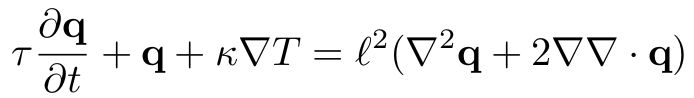 τ ∂𝐪/∂t + 𝐪 + κ∇T = ℓ²(∇²𝐪 + 2∇∇ · 𝐪)